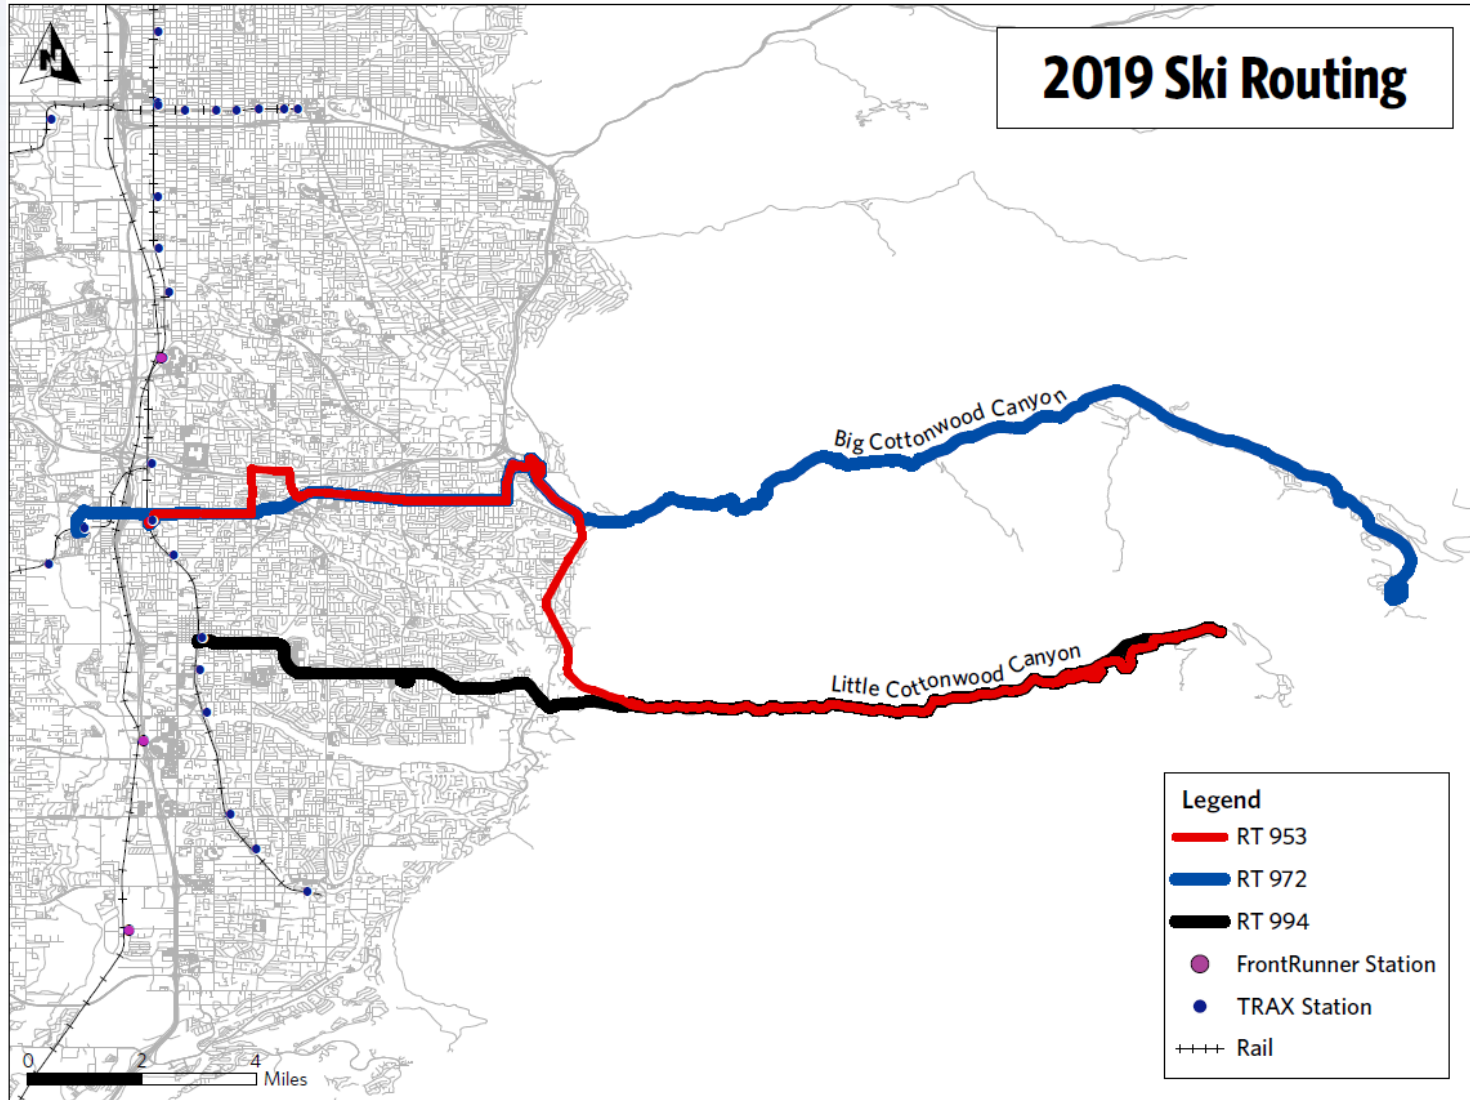 N
2019 Ski Routing
Big Cottonwood Canyon
Little Cottonwood Canyon
Legend
RT 953
RT 972
RT 994
FrontRunner Station
TRAX Station
Rail
0 2 4
Miles